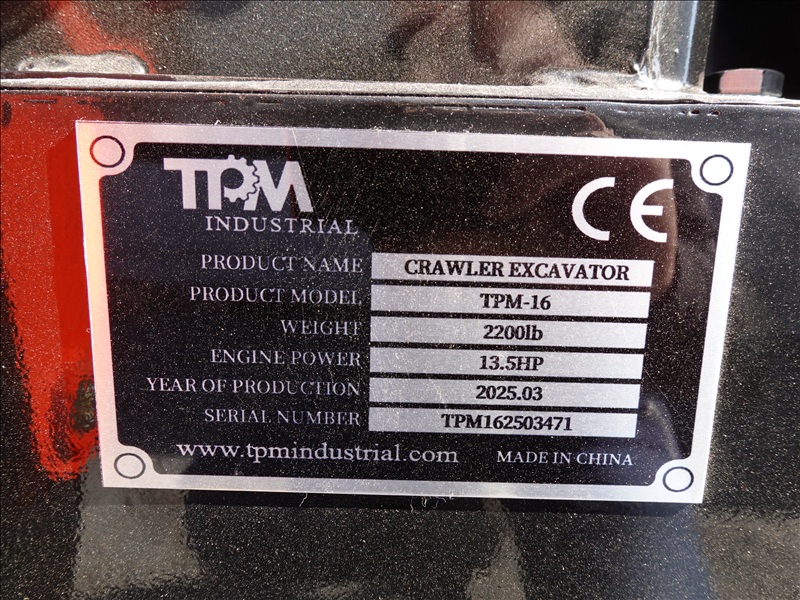 TPM
INDUSTRIAL
CE
PRODUCT NAME CRAWLER EXCAVATOR
PRODUCT MODEL TPM-16
WEIGHT 2200lb
ENGINE POWER 13.5HP
YEAR OF PRODUCTION 2025.03
SERIAL NUMBER TPM162503471
www.tpmindustrial.com MADE IN CHINA